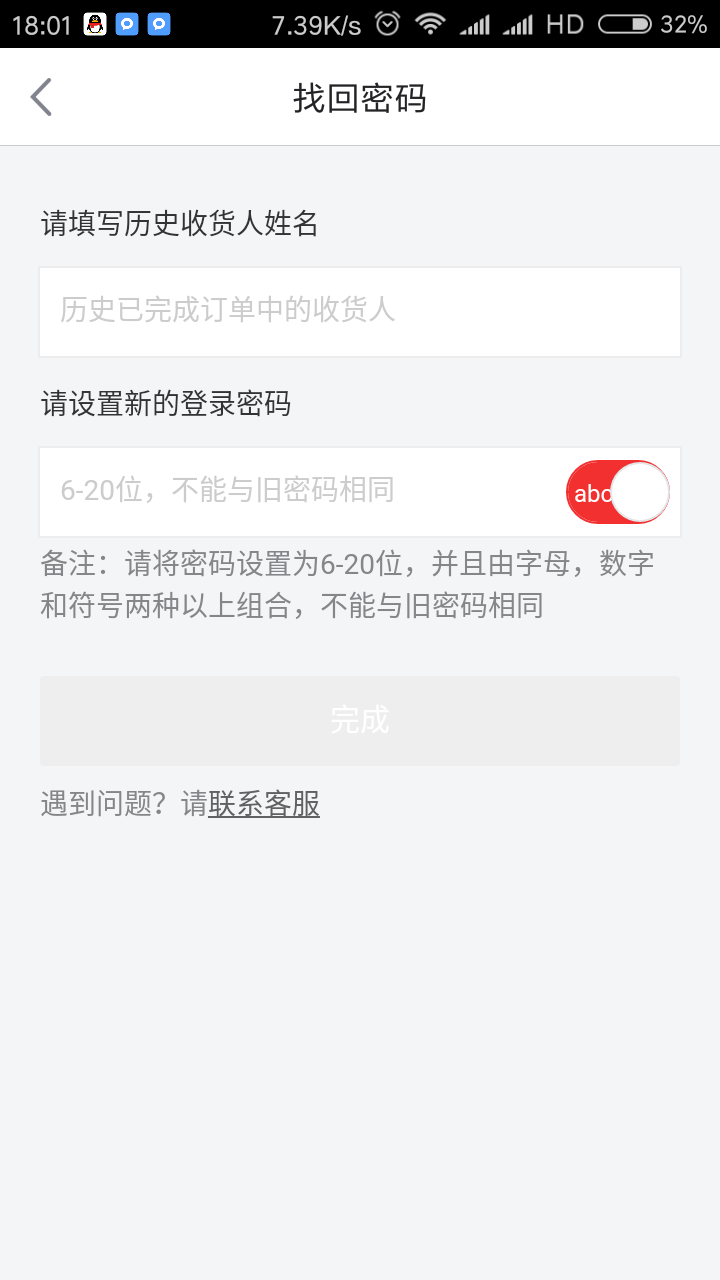 18:01 7.39K/s HD 32%
找回密码
请填写历史收货人姓名
历史已完成订单中的收货人
请设置新的登录密码
6-20位，不能与旧密码相同 abc
备注：请将密码设置为6-20位，并且由字母，数字
和符号两种以上组合，不能与旧密码相同
完成
遇到问题？请联系客服